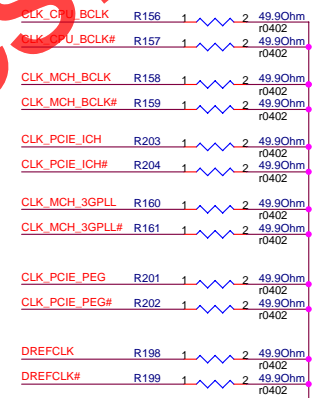 CLK_CPU_BCLK R156 1 2 49.9Ohm
r0402
CLK_CPU_BCLK# R157 1 2 49.9Ohm
r0402
CLK_MCH_BCLK R158 1 2 49.9Ohm
r0402
CLK_MCH_BCLK# R159 1 2 49.9Ohm
r0402
CLK_PCIE_ICH R203 1 2 49.9Ohm
r0402
CLK_PCIE_ICH# R204 1 2 49.9Ohm
r0402
CLK_MCH_3GPLL R160 1 2 49.9Ohm
r0402
CLK_MCH_3GPLL# R161 1 2 49.9Ohm
r0402
CLK_PCIE_PEG R201 1 2 49.9Ohm
r0402
CLK_PCIE_PEG# R202 1 2 49.9Ohm
r0402
DREFCLK R198 1 2 49.9Ohm
r0402
DREFCLK# R199 1 2 49.9Ohm
r0402